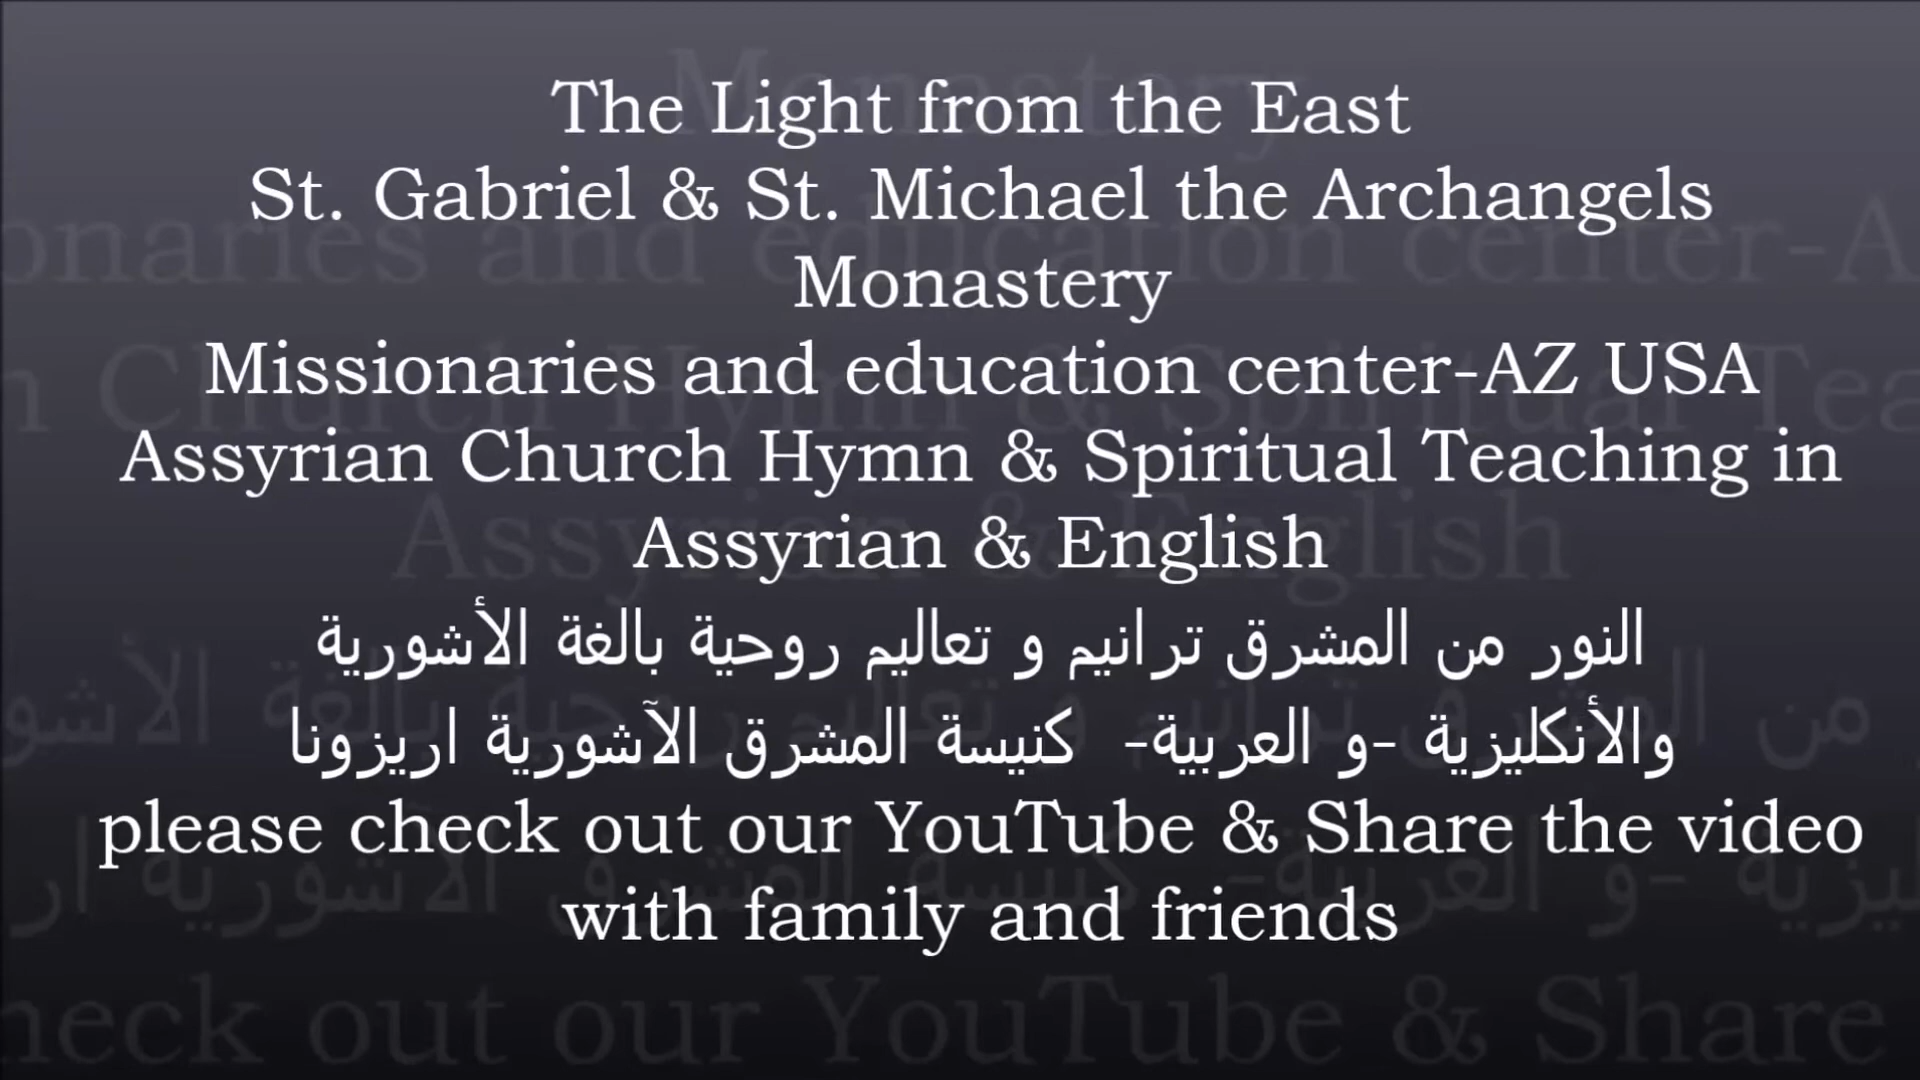 The Light from the East
St. Gabriel & St. Michael the Archangels
Monastery
Missionaries and education center-AZ USA
Assyrian Church Hymn & Spiritual Teaching in
Assyrian & English
النور من المشرق ترانيم و تعاليم روحية بالغة الأشورية
والأنكليزية -و العربية-  كنيسة المشرق الآشورية اريزونا
please check out our YouTube & Share the video
with family and friends